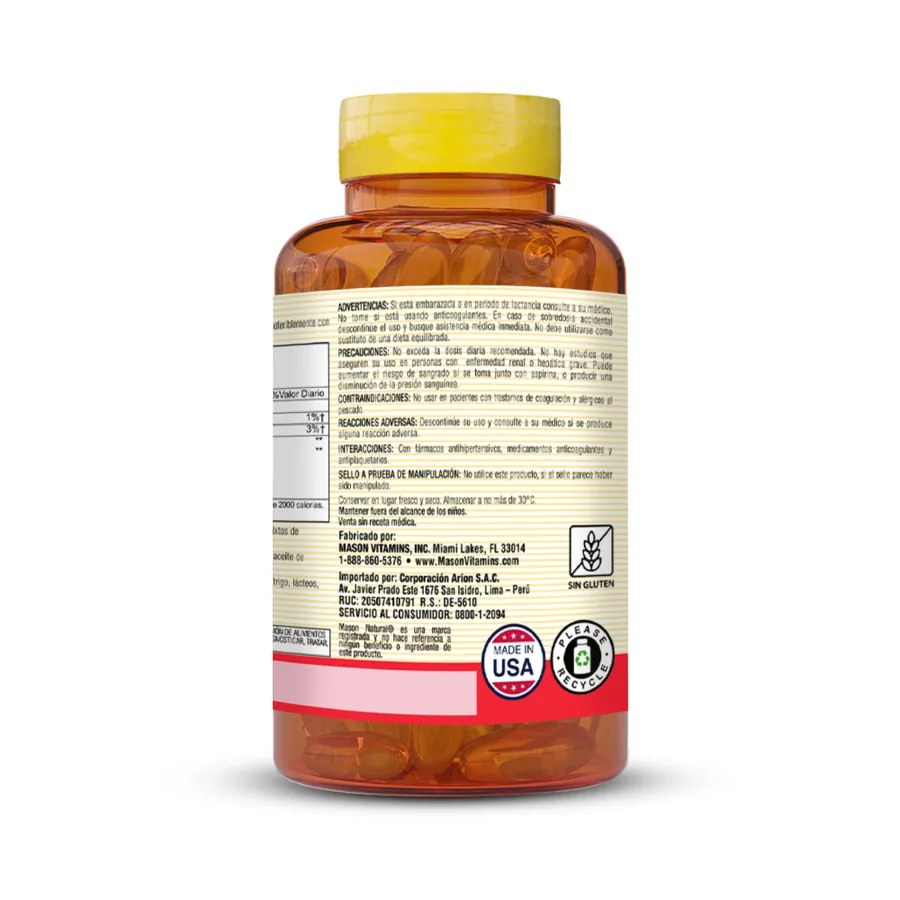 eferiblemente con
%Valor Diario
1%†
3%†
**
**
e 2000 calorías.
aceite de
trigo, lácteos,
IÓN DE ALIMENTOS
TRATAR,
ADVERTENCIAS: Si está embarazada o en periodo de lactancia consulte a su médico.
No tome si está usando anticoagulantes. En caso de sobredosis accidental
descontinúe el uso y busque asistencia médica inmediata. No debe utilizarse como
sustituto de una dieta equilibrada.
PRECAUCIONES: No exceda la dosis diaria recomendada. No hay estudios que
aseguren su uso en personas con enfermedad renal o hepática grave. Puede
aumentar el riesgo de sangrado si se toma junto con aspirina, o producir una
disminución de la presión sanguínea.
CONTRAINDICACIONES: No usar en pacientes con trastornos de coagulación y alérgicos al
pescado.
REACCIONES ADVERSAS: Descontinúe su uso y consulte a su médico si se produce
alguna reacción adversa.
INTERACCIONES: Con fármacos antihipertensivos, medicamentos anticoagulantes y
antiplaquetarios.
SELLO A PRUEBA DE MANIPULACIÓN: No utilice este producto, si el sello parece haber
sido manipulado.
Conservar en lugar fresco y seco. Almacenar a no más de 30°C.
Mantener fuera del alcance de los niños.
Venta sin receta médica.
Fabricado por:
MASON VITAMINS, INC. Miami Lakes, FL 33014
1-888-860-5376 • www.MasonVitamins.com
Importado por: Corporación Arion S.A.C.
Av. Javier Prado Este 1676 San Isidro, Lima – Perú
RUC: 20507410791 R.S.: DE-5610
SERVICIO AL CONSUMIDOR: 0800-1-2094
Mason Natural® es una marca
registrada y no hace referencia a
ningún beneficio o ingrediente de
este producto.
SIN GLUTEN
MADE IN
USA
PLEASE
RECYCLE